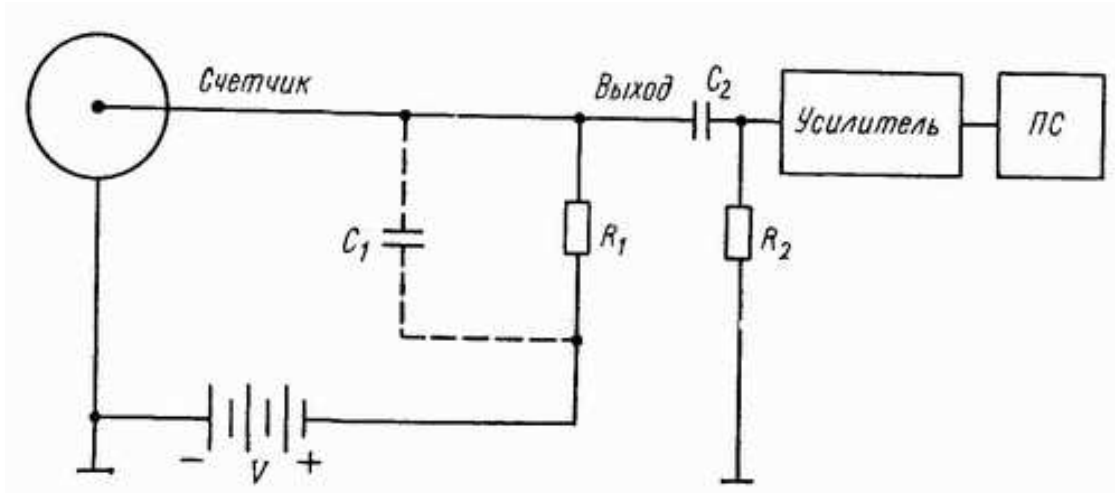 Счетчик
Выход
C₂
Усилитель
ПС
C₁
R₁
R₂
− V +